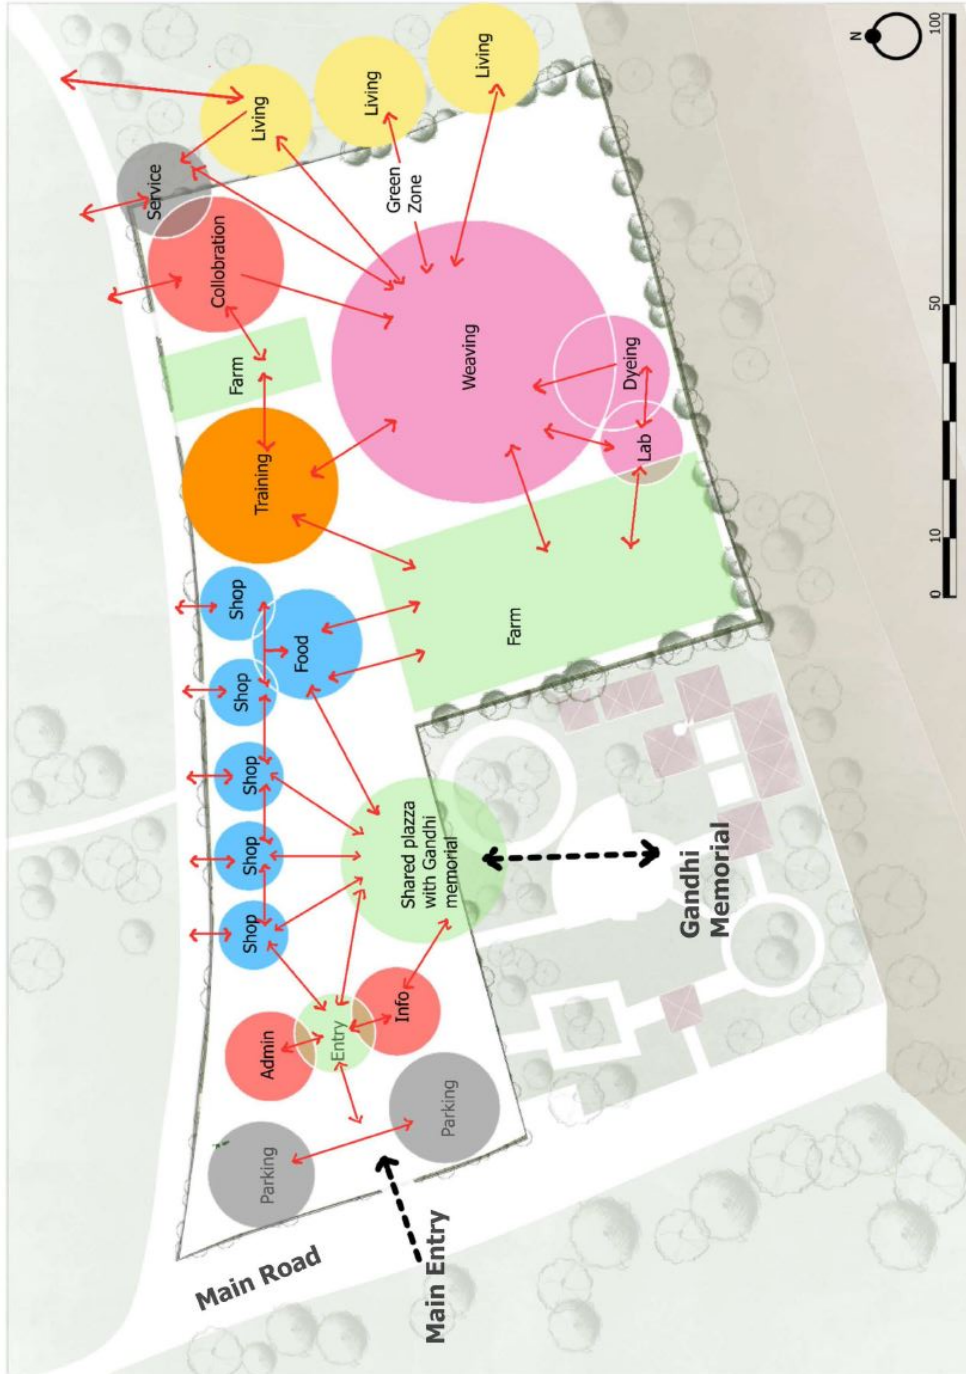 Main Road
Main Entry
Parking
Parking
Admin
Entry
Info
Shop
Shop
Shop
Shop
Shop
Food
Shared plazza
with Gandhi
memorial
Gandhi
Memorial
Farm
Training
Farm
Weaving
Lab
Dyeing
Collobration
Service
Green
Zone
Living
Living
Living
N
0
10
50
100